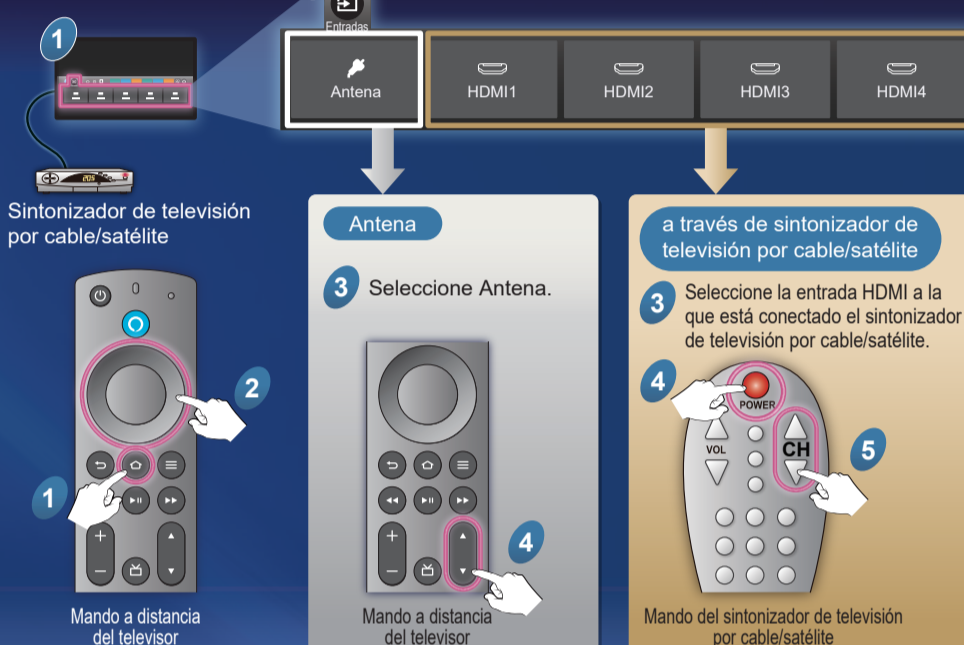 Entradas
1
Antena
HDMI1
HDMI2
HDMI3
HDMI4
205
Sintonizador de televisión
por cable/satélite
2
1
Mando a distancia
del televisor
Antena
3 Seleccione Antena.
4
Mando a distancia
del televisor
a través de sintonizador de
televisión por cable/satélite
3 Seleccione la entrada HDMI a la
que está conectado el sintonizador
de televisión por cable/satélite.
4
POWER
VOL
CH
5
Mando del sintonizador de televisión
por cable/satélite